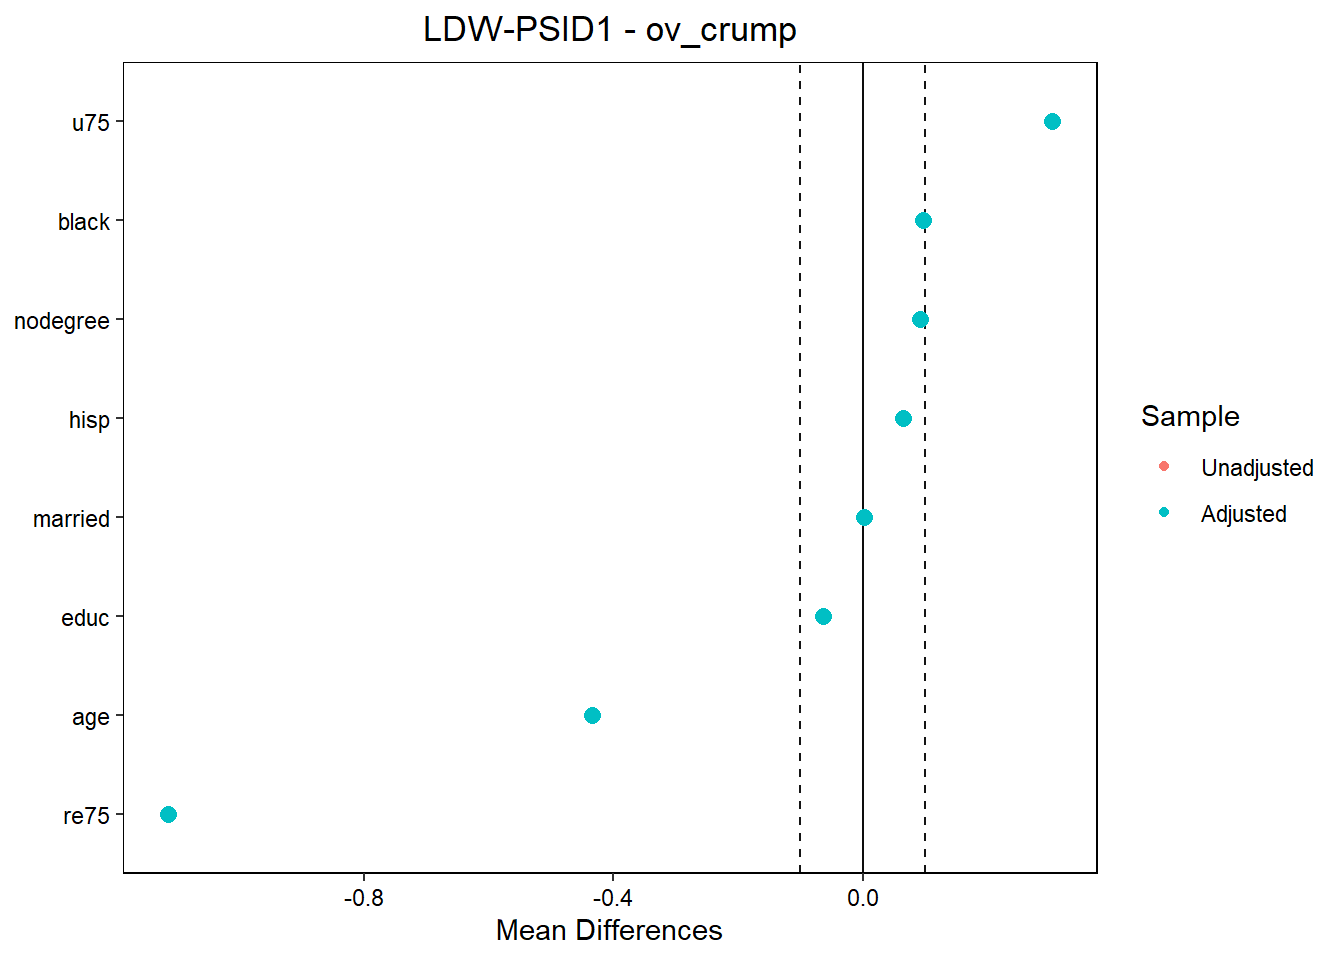 LDW-PSID1 - ov_crump
u75
black
nodegree
hisp
married
educ
age
re75
-0.8 -0.4 0.0
Mean Differences
Sample
Unadjusted
Adjusted